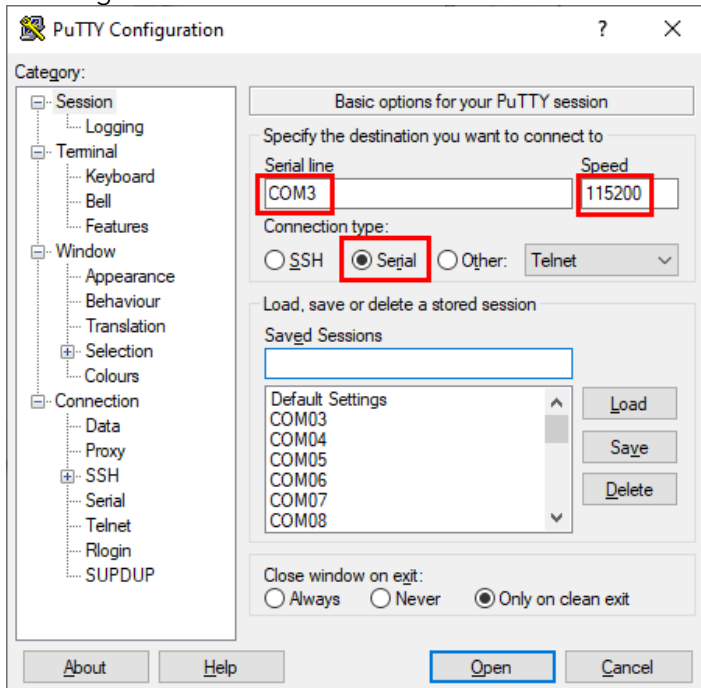 PuTTY Configuration ? ×
Category:
Session
Logging
Terminal
Keyboard
Bell
Features
Window
Appearance
Behaviour
Translation
Selection
Colours
Connection
Data
Proxy
SSH
Serial
Telnet
Rlogin
SUPDUP
Basic options for your PuTTY session
Specify the destination you want to connect to
Serial line Speed
COM3 115200
Connection type:
SSH Serial Other: Telnet
Load, save or delete a stored session
Saved Sessions
Default Settings
COM03
COM04
COM05
COM06
COM07
COM08
Load
Save
Delete
Close window on exit:
Always Never Only on clean exit
About Help Open Cancel